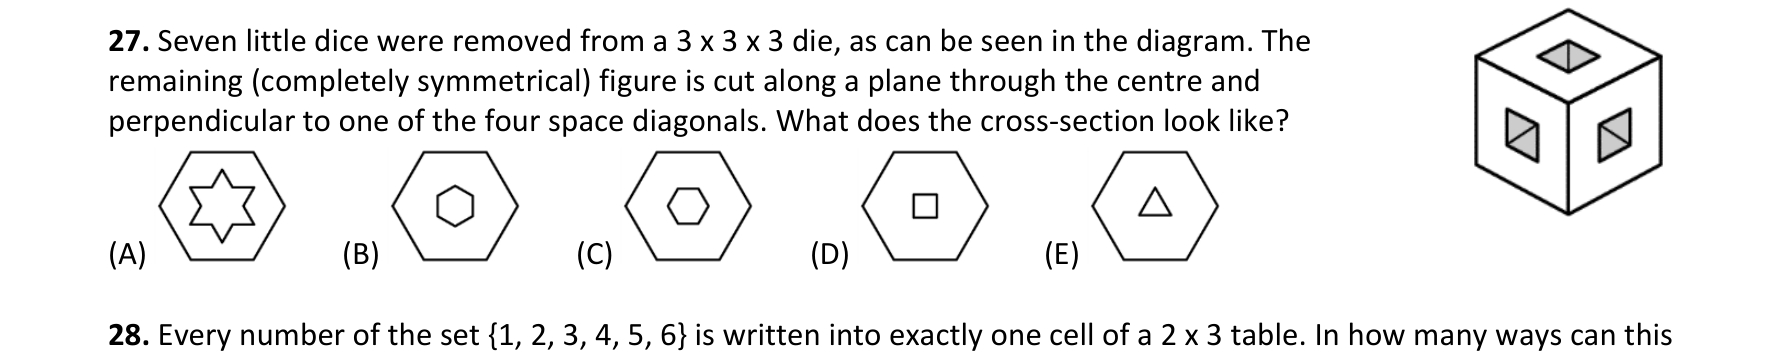 27. Seven little dice were removed from a 3 x 3 x 3 die, as can be seen in the diagram. The
remaining (completely symmetrical) figure is cut along a plane through the centre and
perpendicular to one of the four space diagonals. What does the cross-section look like?
(A) (B) (C) (D) (E)
28. Every number of the set {1, 2, 3, 4, 5, 6} is written into exactly one cell of a 2 x 3 table. In how many ways can this